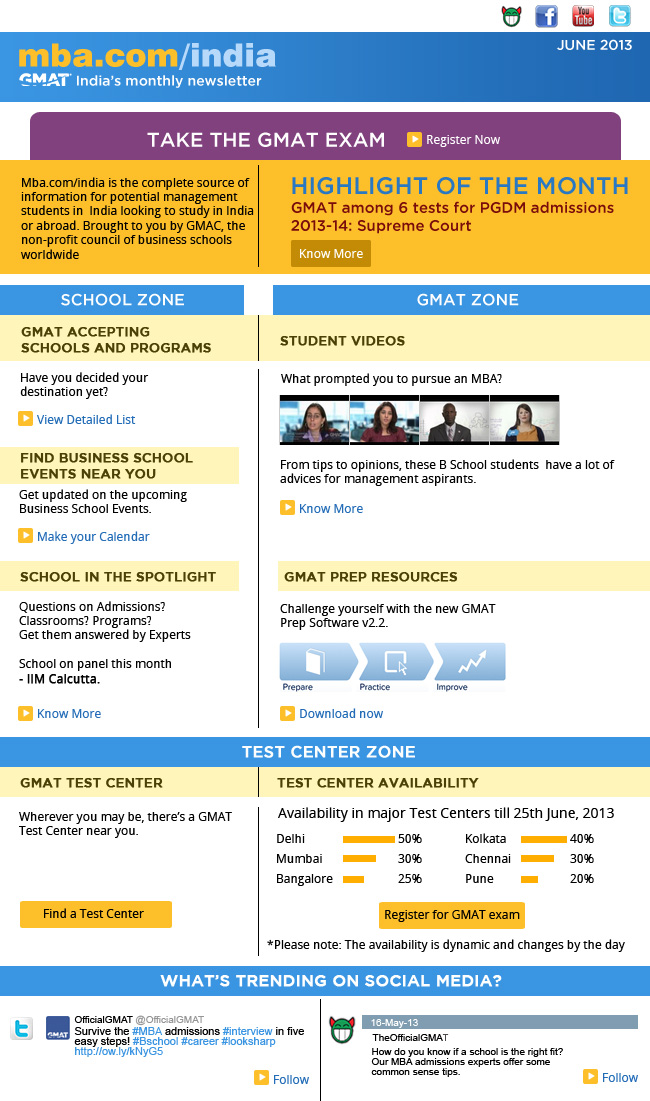 You Tube
JUNE 2013
mba.com/india
GMAT India's monthly newsletter
TAKE THE GMAT EXAM
Register Now
Mba.com/india is the complete source of
information for potential management
students in India looking to study in India
or abroad. Brought to you by GMAC, the
non-profit council of business schools
worldwide
HIGHLIGHT OF THE MONTH
GMAT among 6 tests for PGDM admissions
2013-14: Supreme Court
Know More
SCHOOL ZONE
GMAT ACCEPTING
SCHOOLS AND PROGRAMS
Have you decided your
destination yet?
View Detailed List
FIND BUSINESS SCHOOL
EVENTS NEAR YOU
Get updated on the upcoming
Business School Events.
Make your Calendar
SCHOOL IN THE SPOTLIGHT
Questions on Admissions?
Classrooms? Programs?
Get them answered by Experts
School on panel this month
- IIM Calcutta.
Know More
GMAT ZONE
STUDENT VIDEOS
What prompted you to pursue an MBA?
From tips to opinions, these B School students have a lot of
advices for management aspirants.
Know More
GMAT PREP RESOURCES
Challenge yourself with the new GMAT
Prep Software v2.2.
Prepare
Practice
Improve
Download now
TEST CENTER ZONE
GMAT TEST CENTER
Wherever you may be, there's a GMAT
Test Center near you.
Find a Test Center
TEST CENTER AVAILABILITY
Availability in major Test Centers till 25th June, 2013
Delhi 50% Kolkata 40%
Mumbai 30% Chennai 30%
Bangalore 25% Pune 20%
Register for GMAT exam
*Please note: The availability is dynamic and changes by the day
WHAT'S TRENDING ON SOCIAL MEDIA?
GMAT
OfficialGMAT @OfficialGMAT
Survive the #MBA admissions #interview in five
easy steps! #Bschool #career #looksharp
http://ow.ly/kNyG5
Follow
16-May-13
TheOfficialGMAT
How do you know if a school is the right fit?
Our MBA admissions experts offer some
common sense tips.
Follow